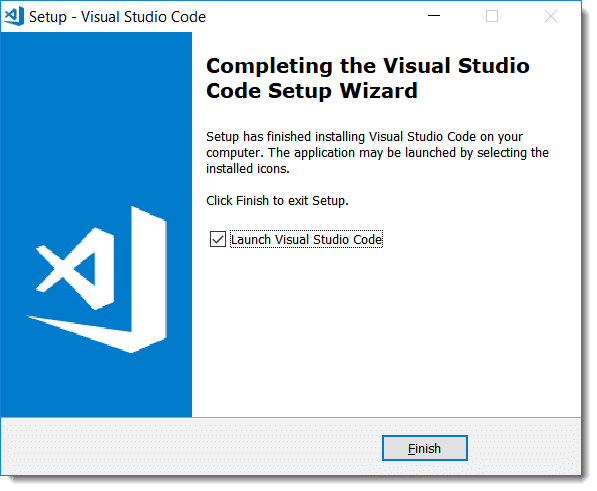 Setup - Visual Studio Code
Completing the Visual Studio
Code Setup Wizard
Setup has finished installing Visual Studio Code on your
computer. The application may be launched by selecting the
installed icons.
Click Finish to exit Setup.
Launch Visual Studio Code
Finish